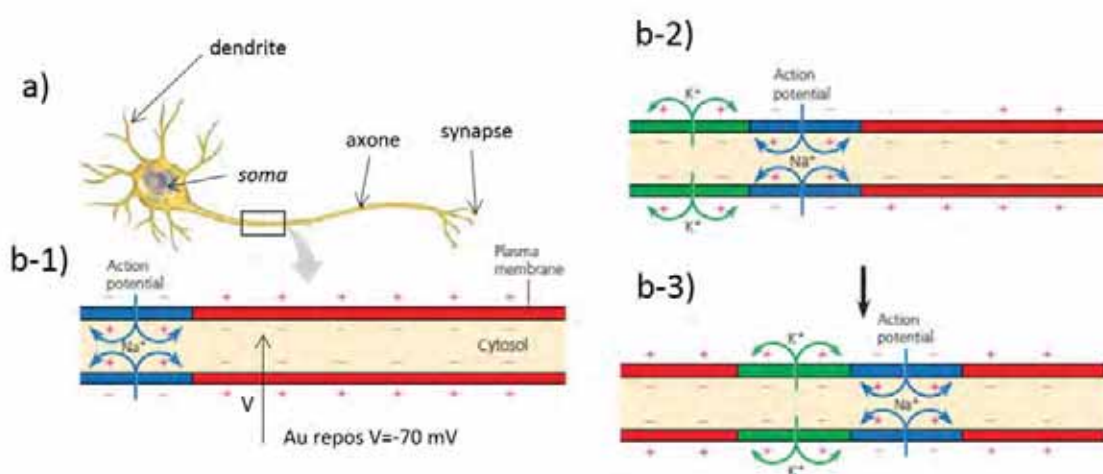 a)
dendrite
soma
axone
synapse
b-1)
Action
potential
Na⁺
Plasma
membrane
Cytosol
V
Au repos V=-70 mV
b-2)
K⁺
Action
potential
Na⁺
K⁺
b-3)
K⁺
Action
potential
Na⁺
K⁺